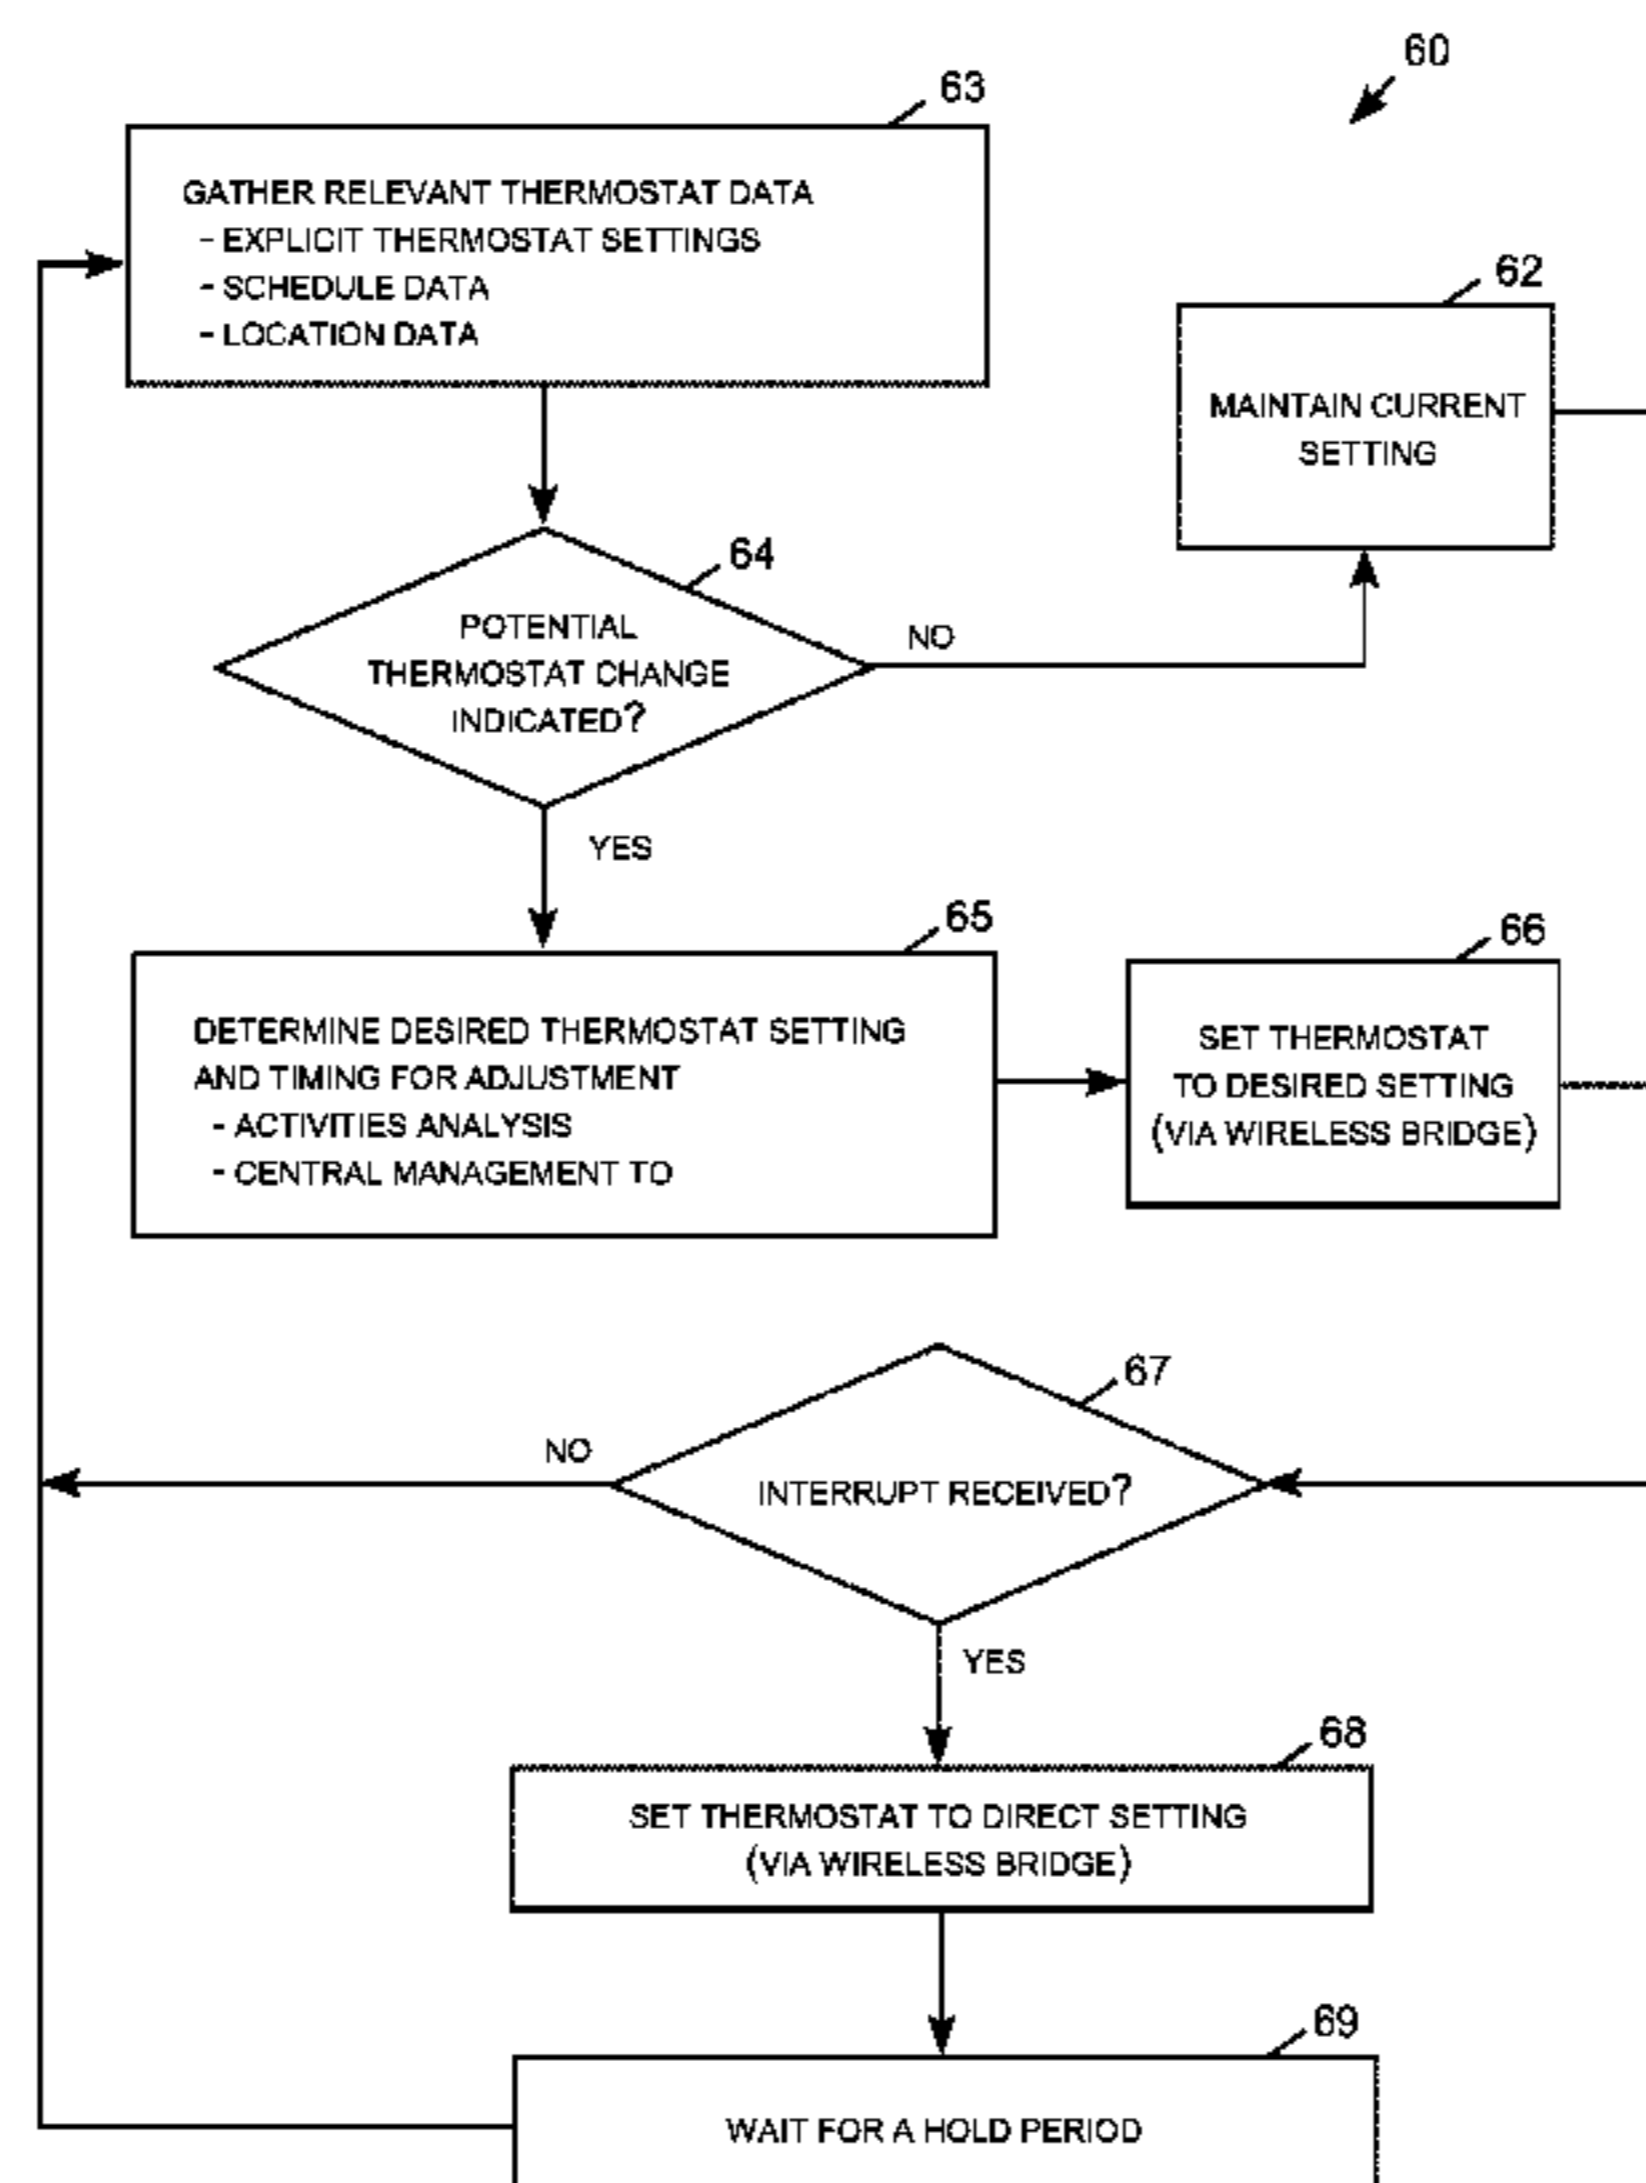 60
63
GATHER RELEVANT THERMOSTAT DATA
- EXPLICIT THERMOSTAT SETTINGS
- SCHEDULE DATA
- LOCATION DATA
62
MAINTAIN CURRENT
SETTING
64
POTENTIAL
THERMOSTAT CHANGE
INDICATED?
NO
YES
65
DETERMINE DESIRED THERMOSTAT SETTING
AND TIMING FOR ADJUSTMENT
- ACTIVITIES ANALYSIS
- CENTRAL MANAGEMENT TO
66
SET THERMOSTAT
TO DESIRED SETTING
(VIA WIRELESS BRIDGE)
67
NO
INTERRUPT RECEIVED?
YES
68
SET THERMOSTAT TO DIRECT SETTING
(VIA WIRELESS BRIDGE)
69
WAIT FOR A HOLD PERIOD